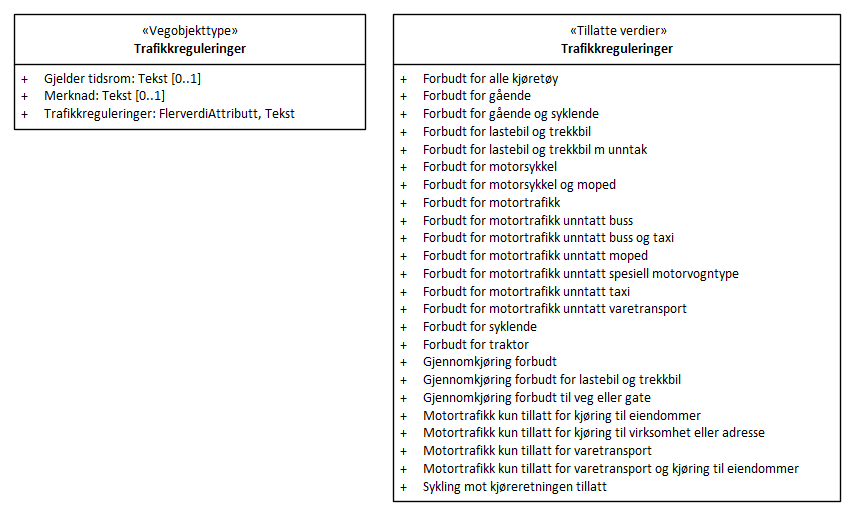 «Vegobjekttype»
Trafikkreguleringer
+ Gjelder tidsrom: Tekst [0..1]
+ Merknad: Tekst [0..1]
+ Trafikkreguleringer: FlerverdiAttributt, Tekst
«Tillatte verdier»
Trafikkreguleringer
+ Forbudt for alle kjøretøy
+ Forbudt for gående
+ Forbudt for gående og syklende
+ Forbudt for lastebil og trekkbil
+ Forbudt for lastebil og trekkbil m unntak
+ Forbudt for motorsykkel
+ Forbudt for motorsykkel og moped
+ Forbudt for motortrafikk
+ Forbudt for motortrafikk unntatt buss
+ Forbudt for motortrafikk unntatt buss og taxi
+ Forbudt for motortrafikk unntatt moped
+ Forbudt for motortrafikk unntatt spesiell motorvogntype
+ Forbudt for motortrafikk unntatt taxi
+ Forbudt for motortrafikk unntatt varetransport
+ Forbudt for syklende
+ Forbudt for traktor
+ Gjennomkjøring forbudt
+ Gjennomkjøring forbudt for lastebil og trekkbil
+ Gjennomkjøring forbudt til veg eller gate
+ Motortrafikk kun tillatt for kjøring til eiendommer
+ Motortrafikk kun tillatt for kjøring til virksomhet eller adresse
+ Motortrafikk kun tillatt for varetransport
+ Motortrafikk kun tillatt for varetransport og kjøring til eiendommer
+ Sykling mot kjøreretningen tillatt